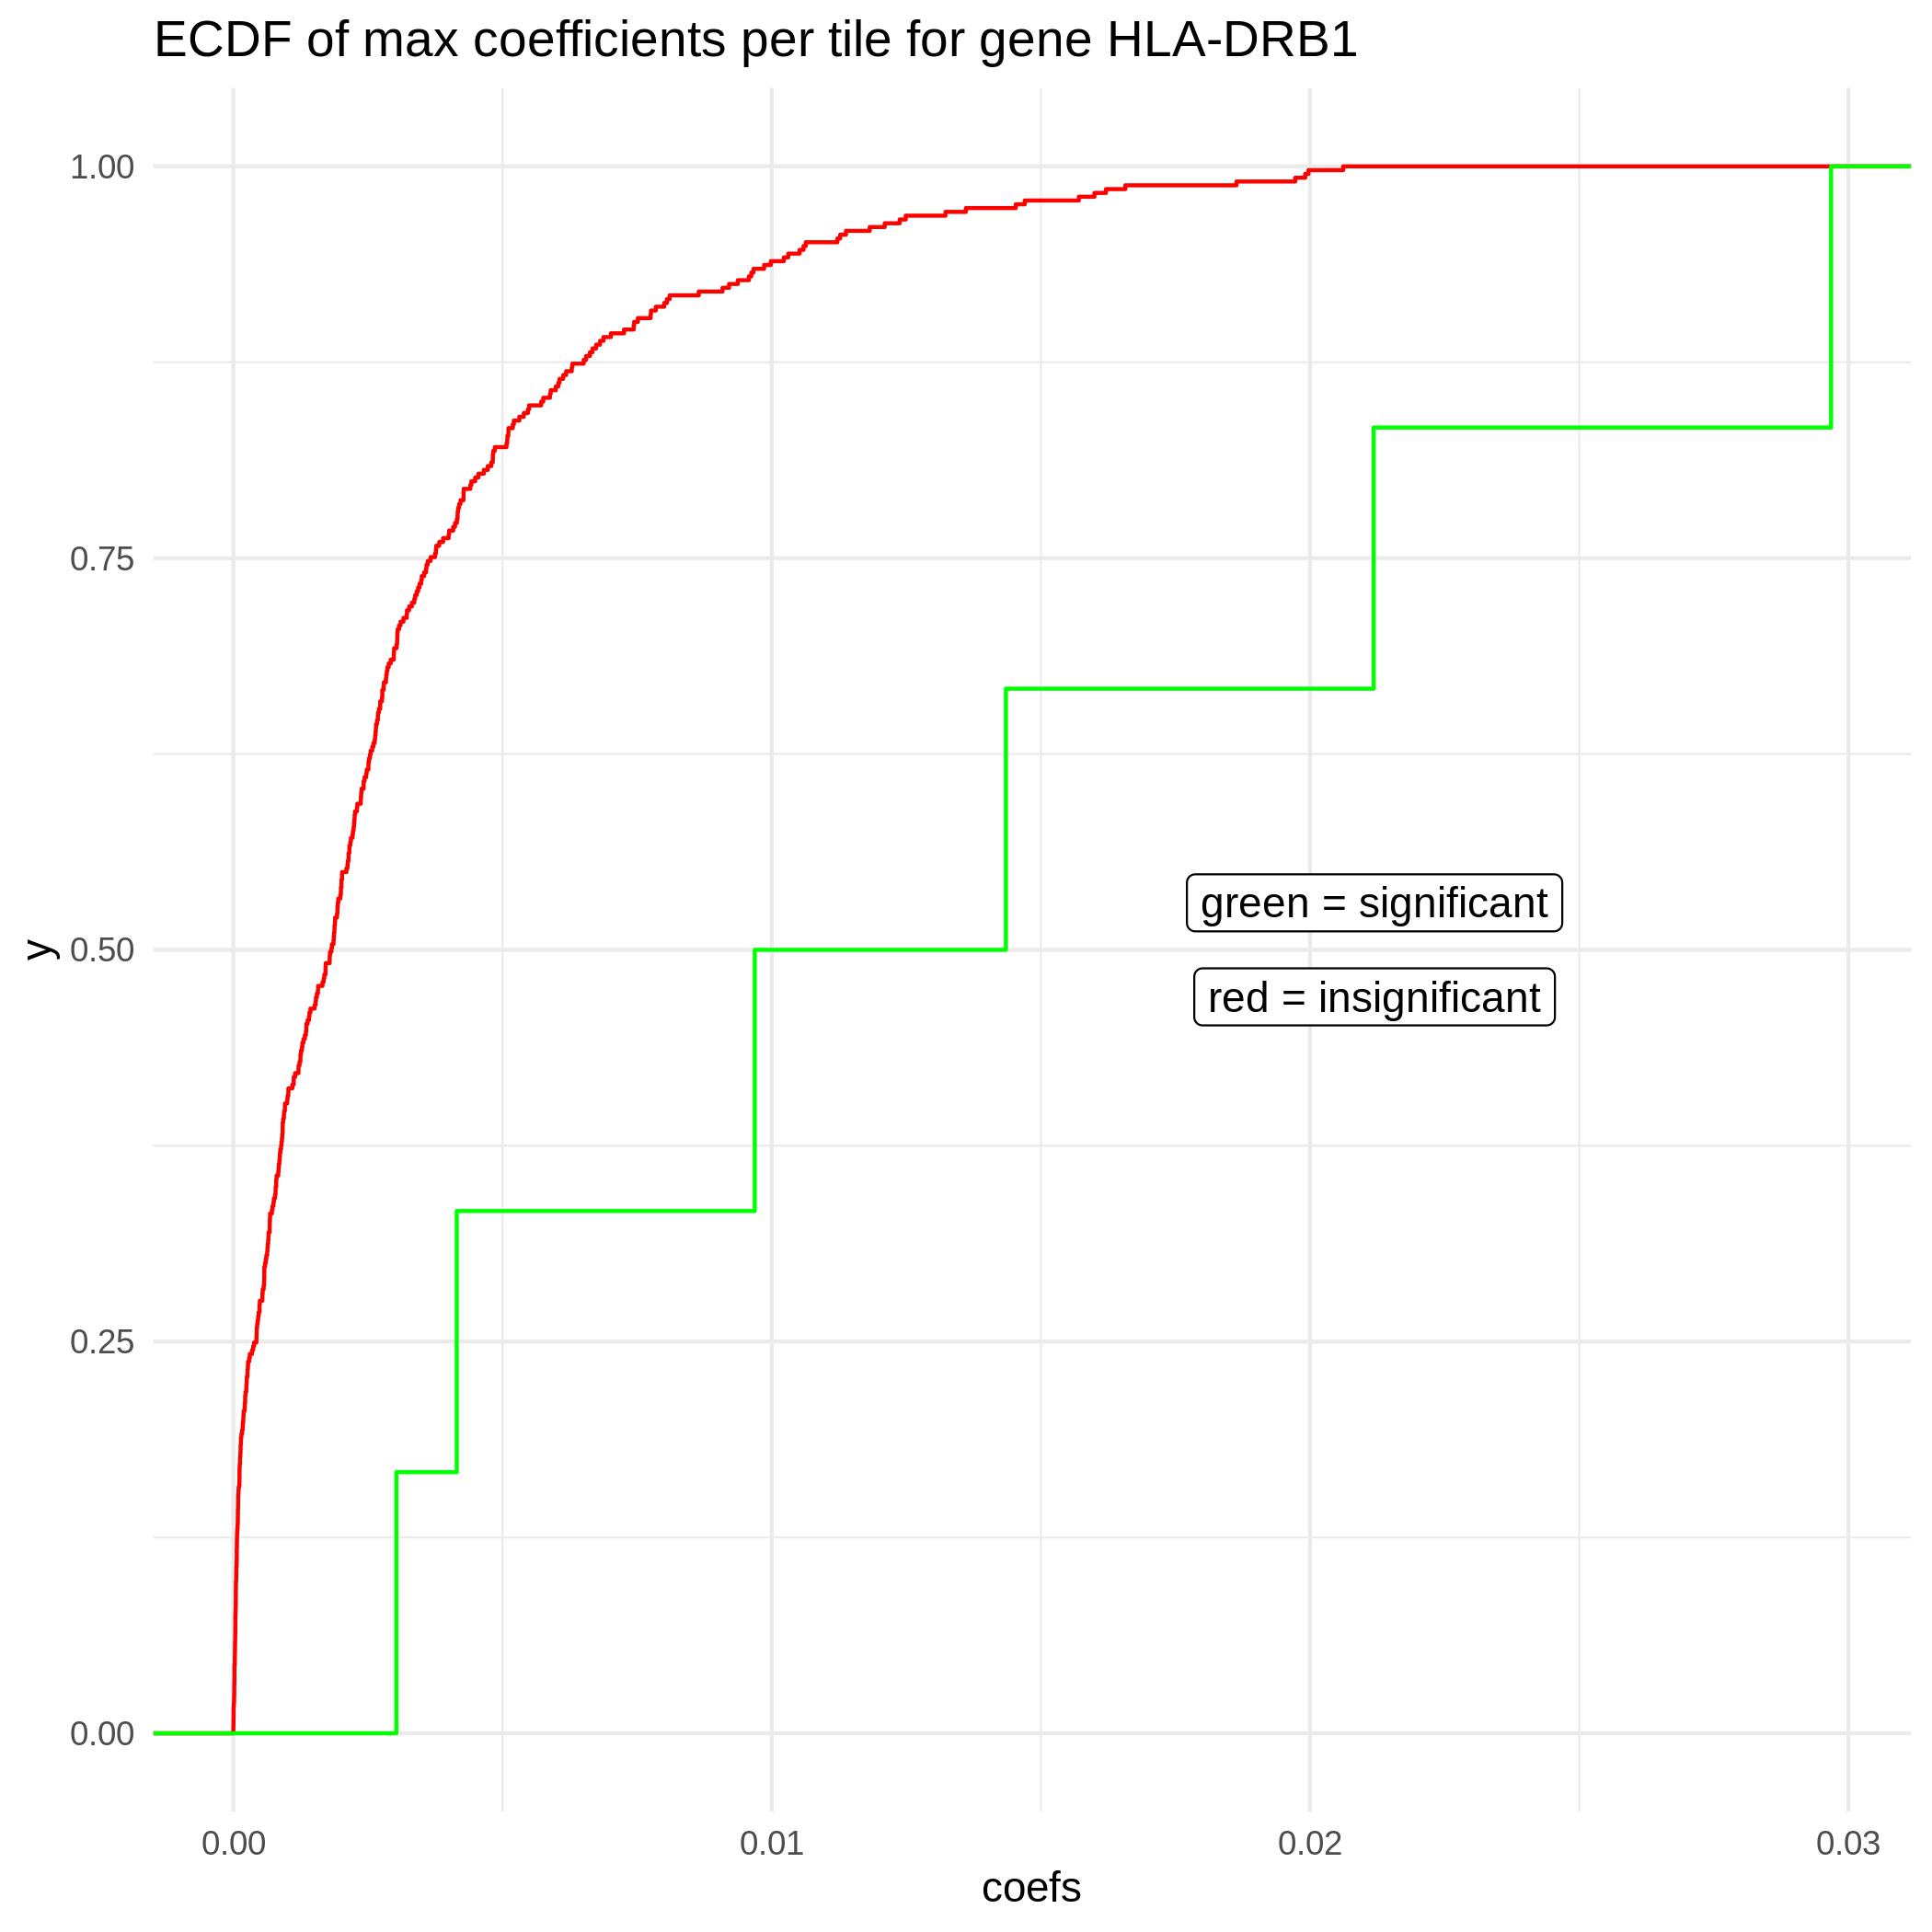 ECDF of max coefficients per tile for gene HLA-DRB1
1.00
0.75
0.50
0.25
0.00
y
green = significant
red = insignificant
0.00 0.01 0.02 0.03
coefs